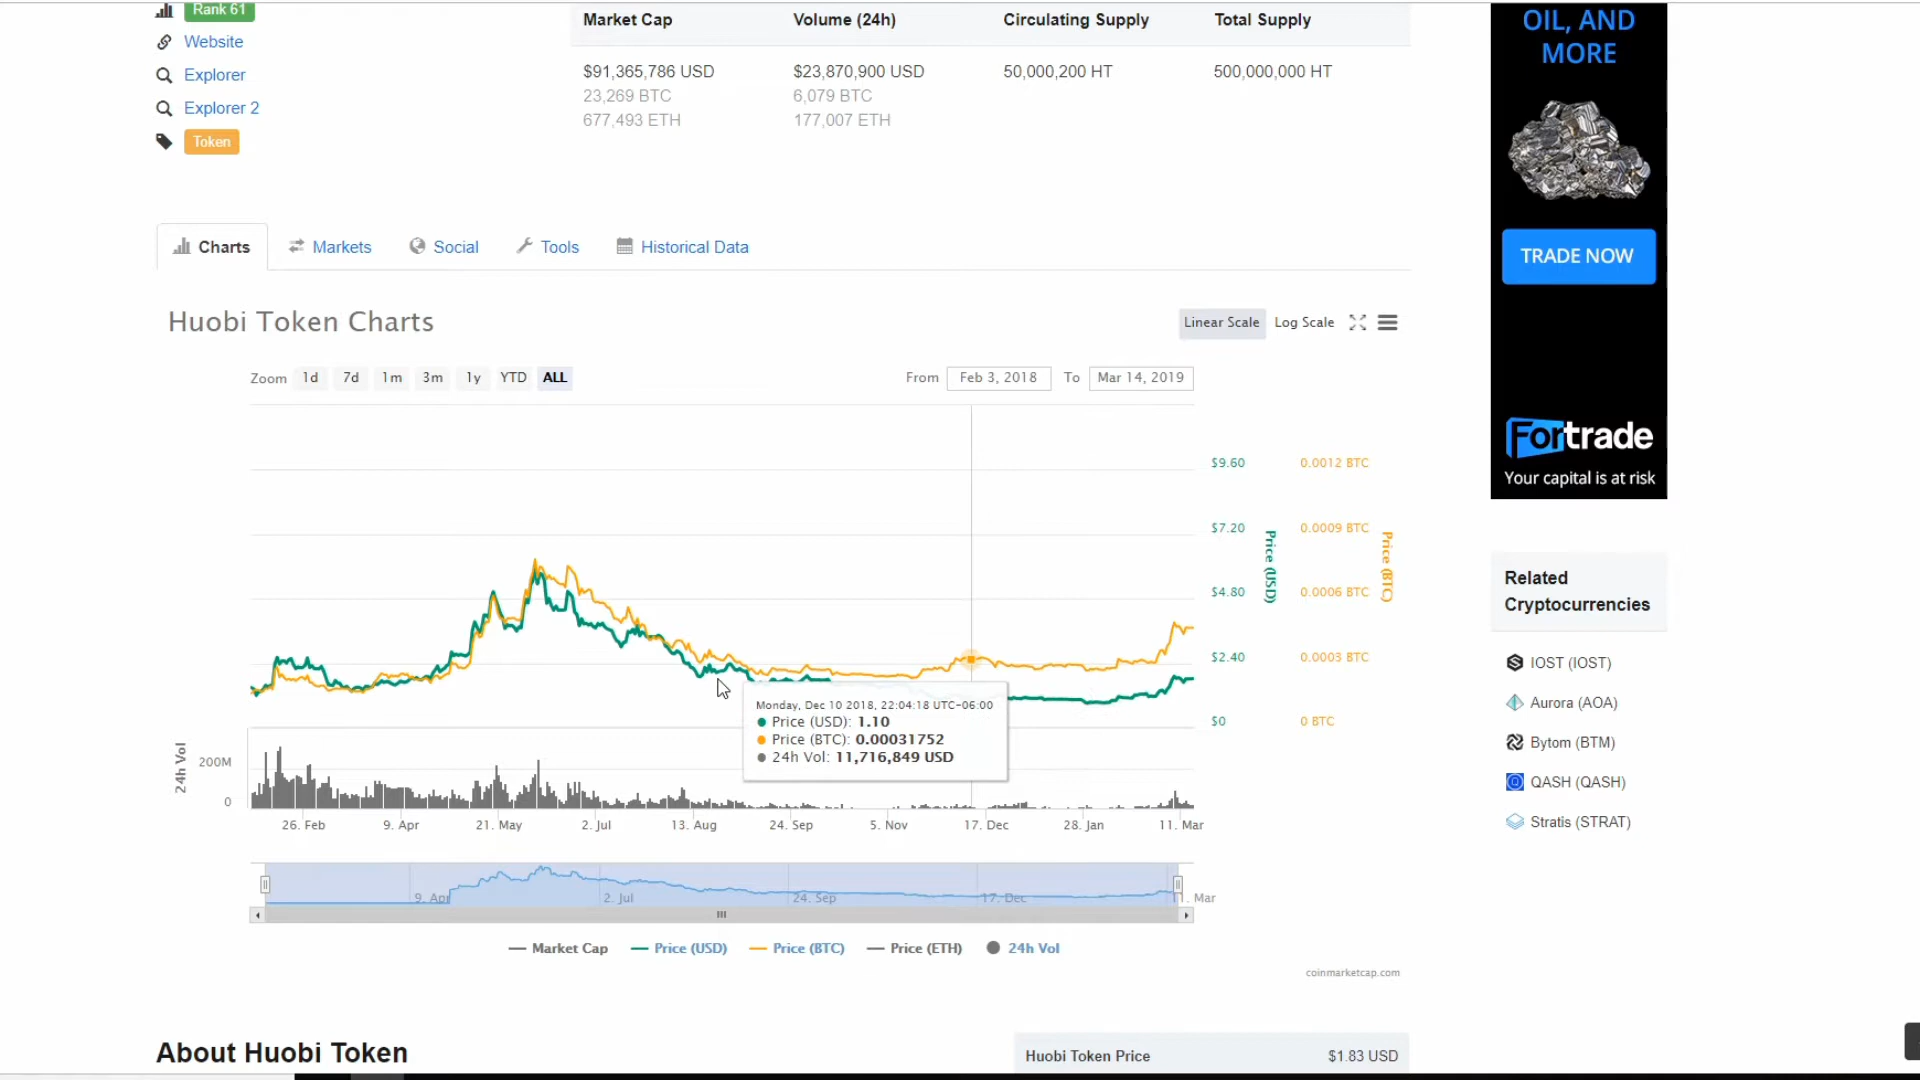 Rank 61
Website
Explorer
Explorer 2
Token
Market Cap Volume (24h) Circulating Supply Total Supply
$91,365,786 USD $23,870,900 USD 50,000,200 HT 500,000,000 HT
23,269 BTC 6,079 BTC
677,493 ETH 177,007 ETH
OIL, AND
MORE
TRADE NOW
Fortrade
Your capital is at risk
Charts Markets Social Tools Historical Data
Huobi Token Charts
Linear Scale Log Scale
Zoom 1d 7d 1m 3m 1y YTD ALL
From Feb 3, 2018 To Mar 14, 2019
$9.60 0.0012 BTC
$7.20 0.0009 BTC
$4.80 0.0006 BTC
$2.40 0.0003 BTC
$0 0 BTC
Price (USD)
Price (BTC)
Monday, Dec 10 2018, 22:04:18 UTC-06:00
Price (USD): 1.10
Price (BTC): 0.00031752
24h Vol: 11,716,849 USD
24h Vol
200M
0
26. Feb 9. Apr 21. May 2. Jul 13. Aug 24. Sep 5. Nov 17. Dec 28. Jan 11. Mar
9. Apr 2. Jul 24. Sep 17. Dec 11. Mar
Market Cap Price (USD) Price (BTC) Price (ETH) 24h Vol
coinmarketcap.com
Related
Cryptocurrencies
IOST (IOST)
Aurora (AOA)
Bytom (BTM)
QASH (QASH)
Stratis (STRAT)
About Huobi Token
Huobi Token Price $1.83 USD